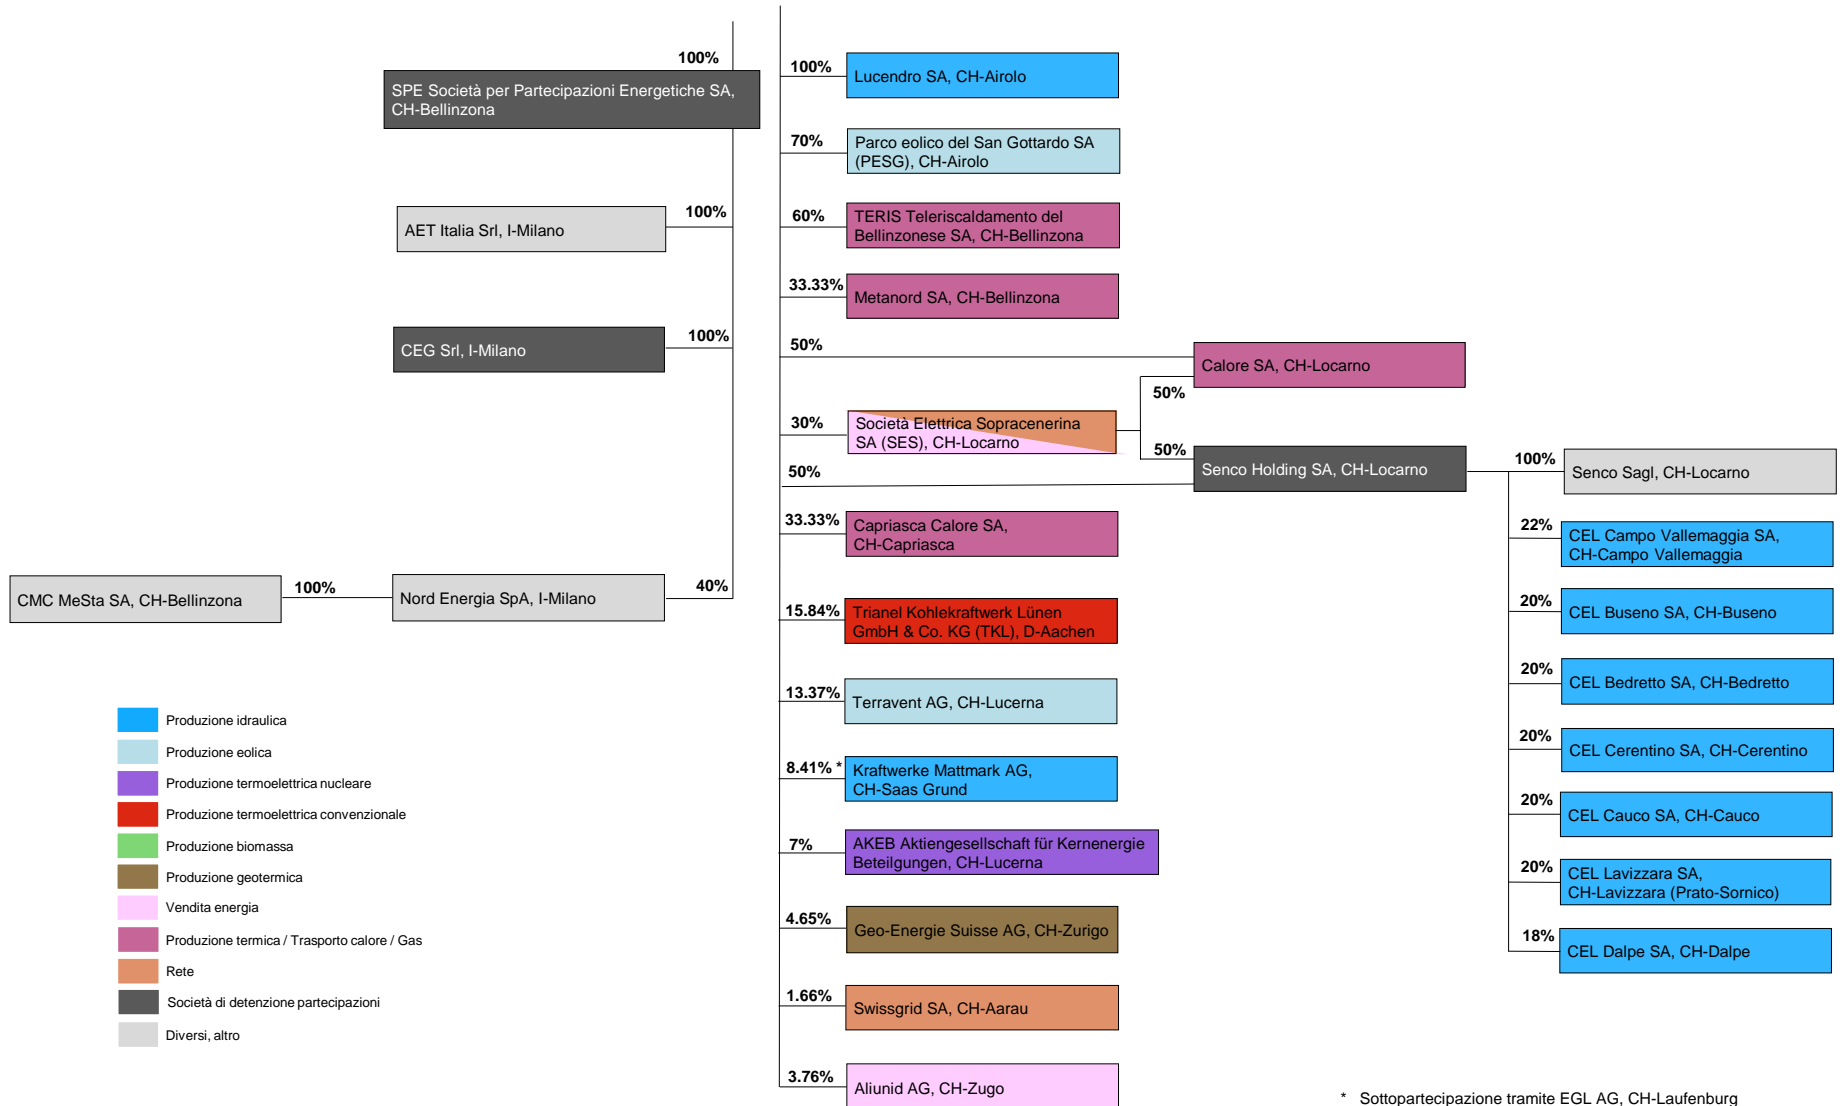 100%
SPE Società per Partecipazioni Energetiche SA,
CH-Bellinzona
100%
AET Italia Srl, I-Milano
100%
CEG Srl, I-Milano
40%
Nord Energia SpA, I-Milano
100%
CMC MeSta SA, CH-Bellinzona
100%
Lucendro SA, CH-Airolo
70%
Parco eolico del San Gottardo SA
(PESG), CH-Airolo
60%
TERIS Teleriscaldamento del
Bellinzonese SA, CH-Bellinzona
33.33%
Metanord SA, CH-Bellinzona
50%
Calore SA, CH-Locarno
50%
30%
Società Elettrica Sopracenerina
SA (SES), CH-Locarno
50%
50%
Senco Holding SA, CH-Locarno
100%
Senco Sagl, CH-Locarno
22%
CEL Campo Vallemaggia SA,
CH-Campo Vallemaggia
20%
CEL Buseno SA, CH-Buseno
20%
CEL Bedretto SA, CH-Bedretto
20%
CEL Cerentino SA, CH-Cerentino
20%
CEL Cauco SA, CH-Cauco
20%
CEL Lavizzara SA,
CH-Lavizzara (Prato-Sornico)
18%
CEL Dalpe SA, CH-Dalpe
33.33%
Capriasca Calore SA,
CH-Capriasca
15.84%
Trianel Kohlekraftwerk Lünen
GmbH & Co. KG (TKL), D-Aachen
13.37%
Terravent AG, CH-Lucerna
8.41% *
Kraftwerke Mattmark AG,
CH-Saas Grund
7%
AKEB Aktiengesellschaft für Kernenergie
Beteilgungen, CH-Lucerna
4.65%
Geo-Energie Suisse AG, CH-Zurigo
1.66%
Swissgrid SA, CH-Aarau
3.76%
Aliunid AG, CH-Zugo
Produzione idraulica
Produzione eolica
Produzione termoelettrica nucleare
Produzione termoelettrica convenzionale
Produzione biomassa
Produzione geotermica
Vendita energia
Produzione termica / Trasporto calore / Gas
Rete
Società di detenzione partecipazioni
Diversi, altro
* Sottopartecipazione tramite EGL AG, CH-Laufenburg